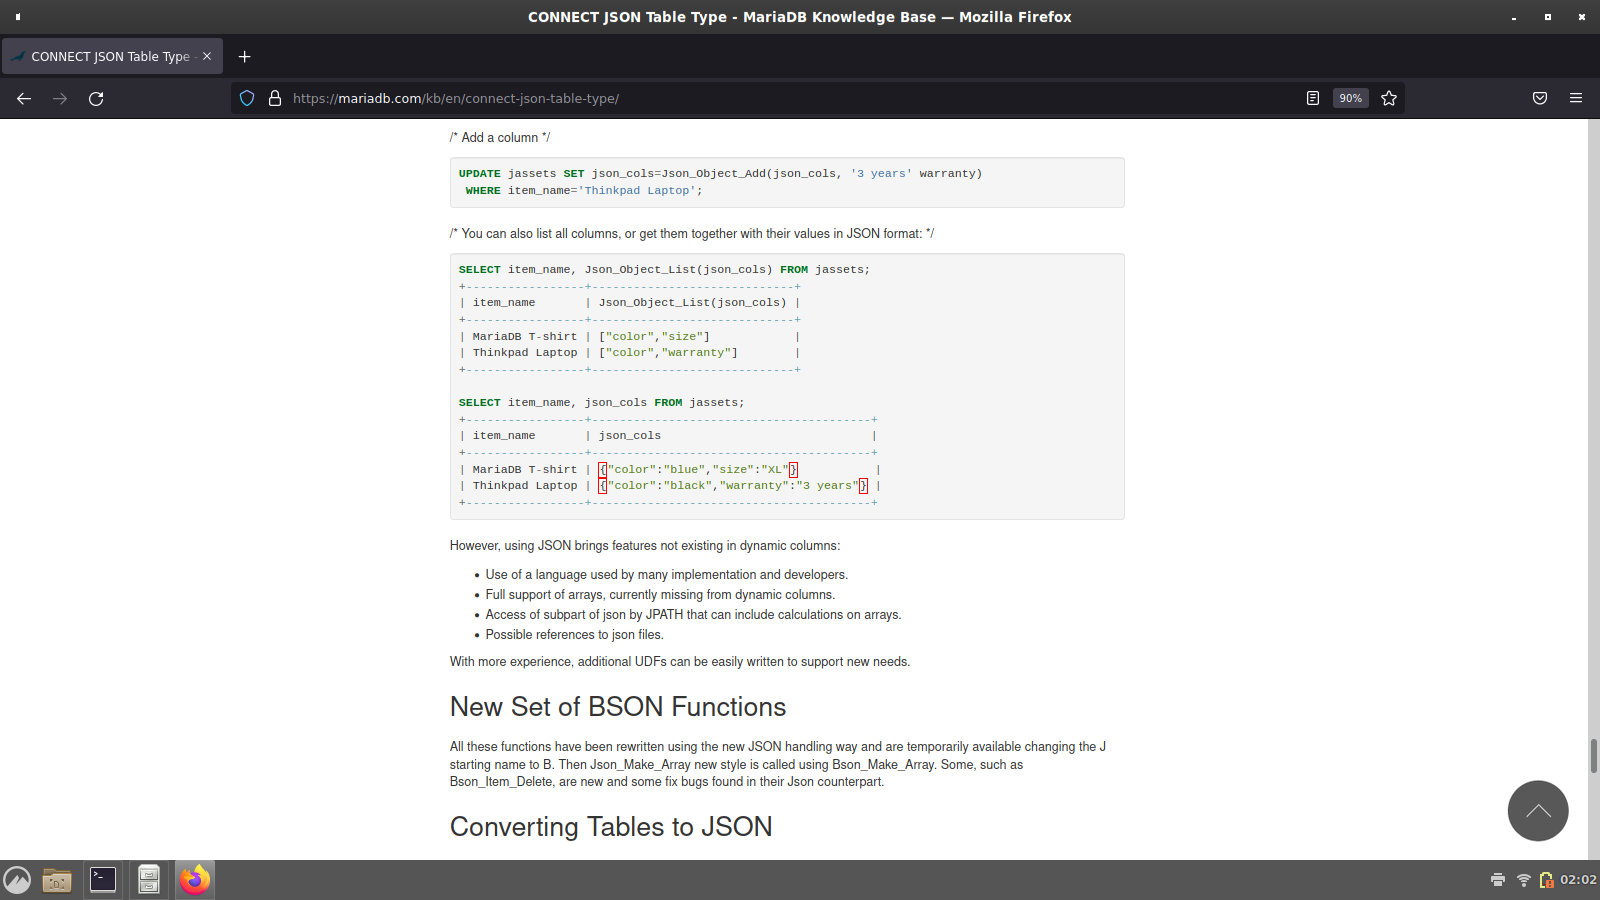 CONNECT JSON Table Type - MariaDB Knowledge Base — Mozilla Firefox
CONNECT JSON Table Type -
https://mariadb.com/kb/en/connect-json-table-type/
90%
/* Add a column */
UPDATE jassets SET json_cols=Json_Object_Add(json_cols, '3 years' warranty)
 WHERE item_name='Thinkpad Laptop';
/* You can also list all columns, or get them together with their values in JSON format: */
SELECT item_name, Json_Object_List(json_cols) FROM jassets;
+-----------------+-----------------------------+
| item_name       | Json_Object_List(json_cols) |
+-----------------+-----------------------------+
| MariaDB T-shirt | ["color","size"]            |
| Thinkpad Laptop | ["color","warranty"]        |
+-----------------+-----------------------------+
SELECT item_name, json_cols FROM jassets;
+-----------------+----------------------------------------+
| item_name       | json_cols                              |
+-----------------+----------------------------------------+
| MariaDB T-shirt | {"color":"blue","size":"XL"}           |
| Thinkpad Laptop | {"color":"black","warranty":"3 years"} |
+-----------------+----------------------------------------+
However, using JSON brings features not existing in dynamic columns:
• Use of a language used by many implementation and developers.
• Full support of arrays, currently missing from dynamic columns.
• Access of subpart of json by JPATH that can include calculations on arrays.
• Possible references to json files.
With more experience, additional UDFs can be easily written to support new needs.
New Set of BSON Functions
All these functions have been rewritten using the new JSON handling way and are temporarily available changing the J
starting name to B. Then Json_Make_Array new style is called using Bson_Make_Array. Some, such as
Bson_Item_Delete, are new and some fix bugs found in their Json counterpart.
Converting Tables to JSON
02:02